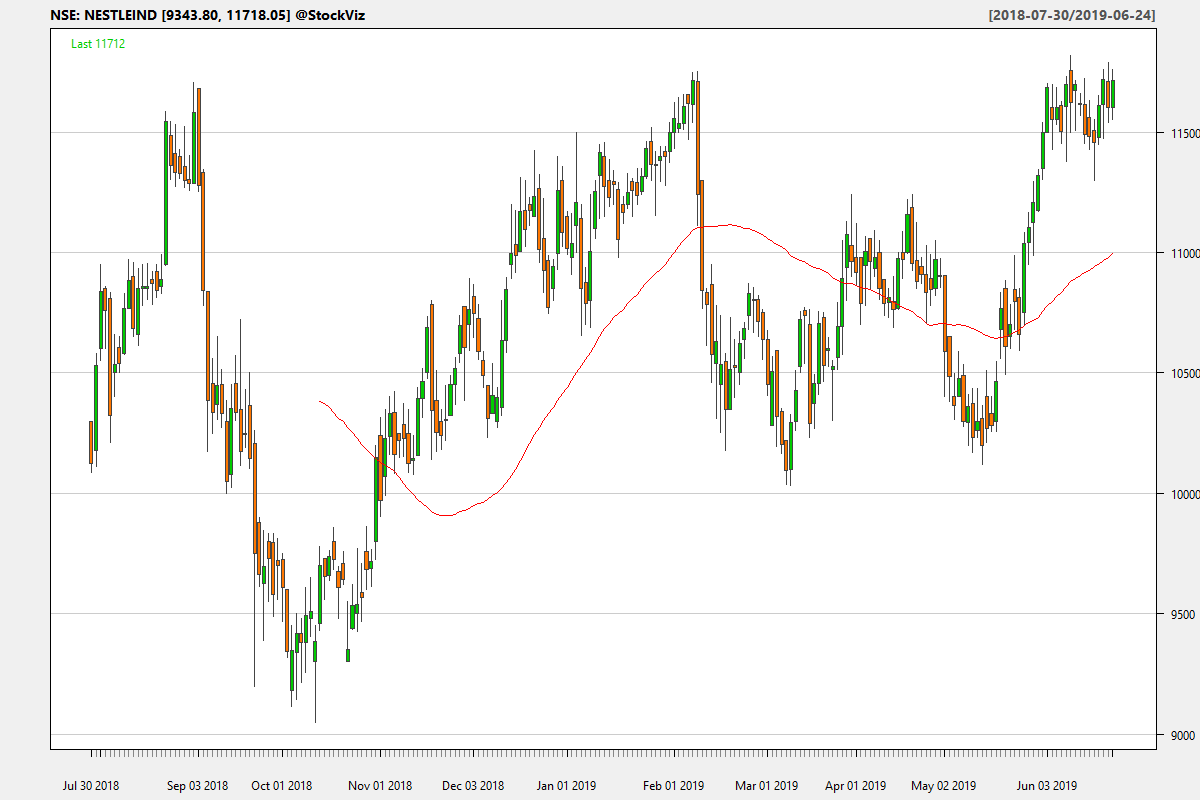 NSE: NESTLEIND [9343.80, 11718.05] @StockViz [2018-07-30/2019-06-24]
Last 11712
11500
11000
10500
10000
9500
9000
Jul 30 2018 Sep 03 2018 Oct 01 2018 Nov 01 2018 Dec 03 2018 Jan 01 2019 Feb 01 2019 Mar 01 2019 Apr 01 2019 May 02 2019 Jun 03 2019